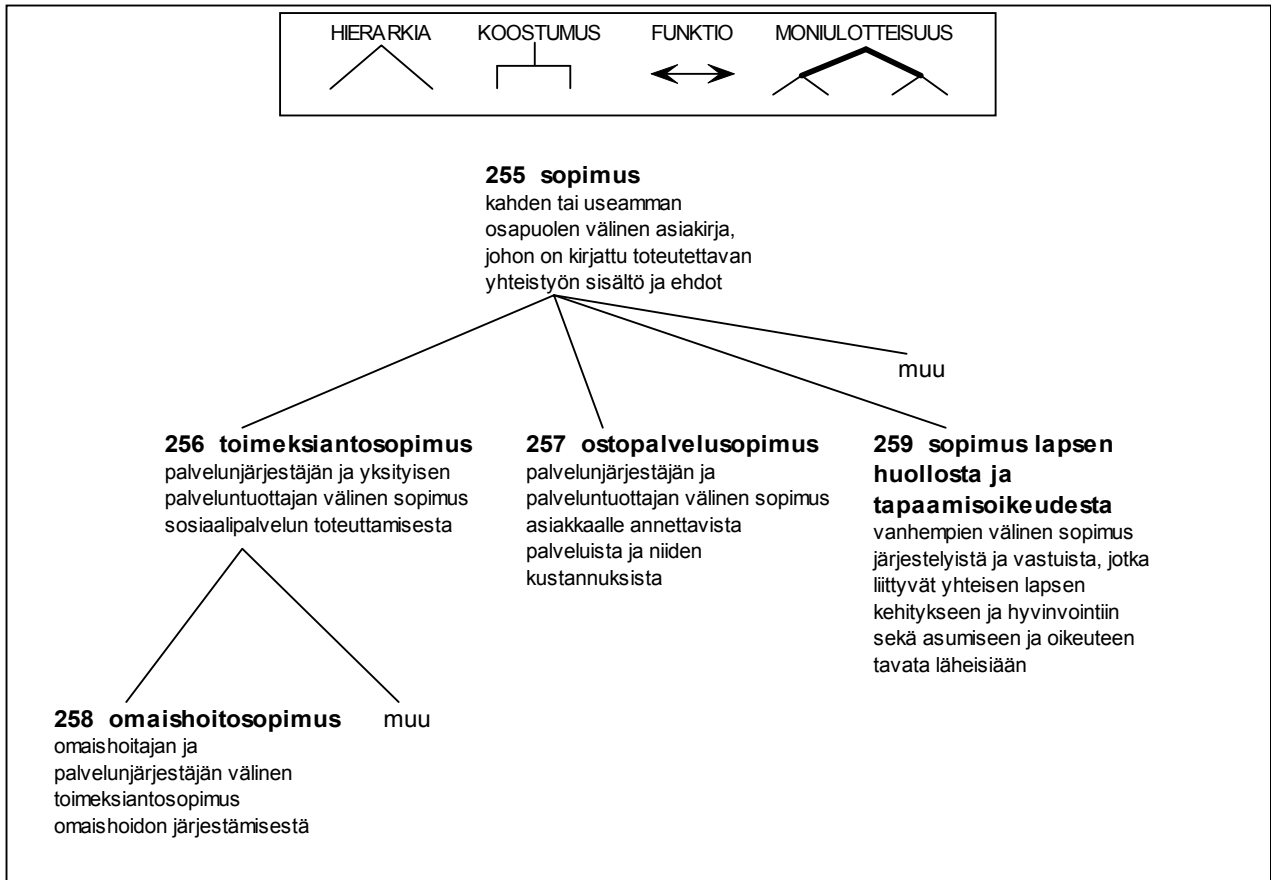 HIERARKIA KOOSTUMUS FUNKTIO MONIULOTTEISUUS
255 sopimus
kahden tai useamman
osapuolen välinen asiakirja,
johon on kirjattu toteutettavan
yhteistyön sisältö ja ehdot
muu
256 toimeksiantosopimus
palvelunjärjestäjän ja yksityisen
palveluntuottajan välinen sopimus
sosiaalipalvelun toteuttamisesta
257 ostopalvelusopimus
palvelunjärjestäjän ja
palveluntuottajan välinen sopimus
asiakkaalle annettavista
palveluista ja niiden
kustannuksista
259 sopimus lapsen
huollosta ja
tapaamisoikeudesta
vanhempien välinen sopimus
järjestelyistä ja vastuista, jotka
liittyvät yhteisen lapsen
kehitykseen ja hyvinvointiin
sekä asumiseen ja oikeuteen
tavata läheisiään
258 omaishoitosopimus
omaishoitajan ja
palvelunjärjestäjän välinen
toimeksiantosopimus
omaishoidon järjestämisestä
muu